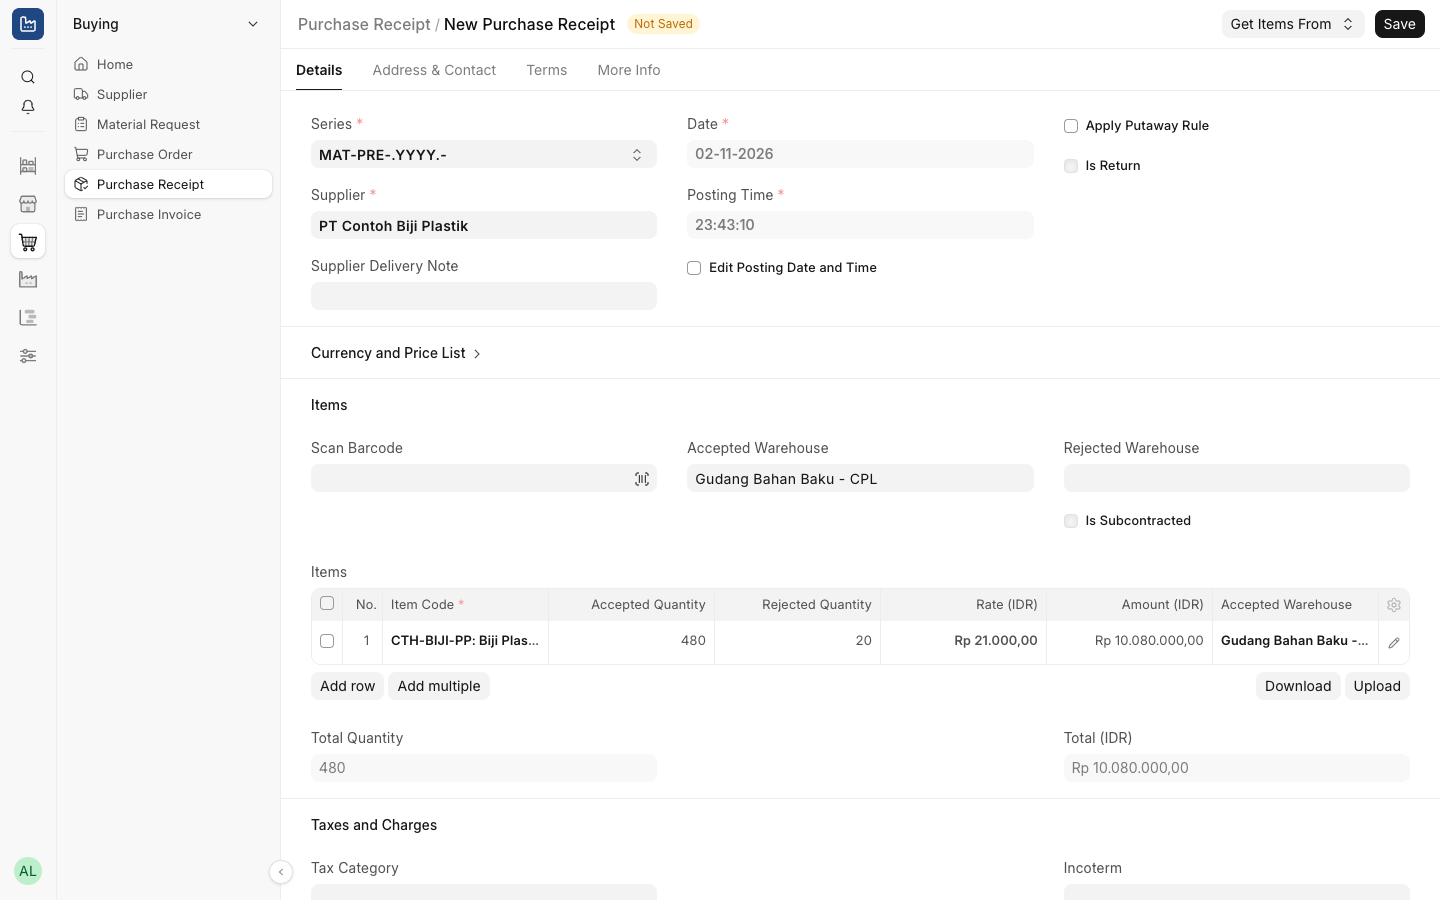 Buying
Home
Supplier
Material Request
Purchase Order
Purchase Receipt
Purchase Invoice
AL
Purchase Receipt / New Purchase Receipt Not Saved
Get Items From
Save
Details Address & Contact Terms More Info
Series *
MAT-PRE-.YYYY.-
Supplier *
PT Contoh Biji Plastik
Supplier Delivery Note
Date *
02-11-2026
Posting Time *
23:43:10
Edit Posting Date and Time
Apply Putaway Rule
Is Return
Currency and Price List
Items
Scan Barcode
Accepted Warehouse
Gudang Bahan Baku - CPL
Rejected Warehouse
Is Subcontracted
Items
No. Item Code * Accepted Quantity Rejected Quantity Rate (IDR) Amount (IDR) Accepted Warehouse
1 CTH-BIJI-PP: Biji Plas... 480 20 Rp 21.000,00 Rp 10.080.000,00 Gudang Bahan Baku -...
Add row Add multiple Download Upload
Total Quantity
480
Total (IDR)
Rp 10.080.000,00
Taxes and Charges
Tax Category
Incoterm